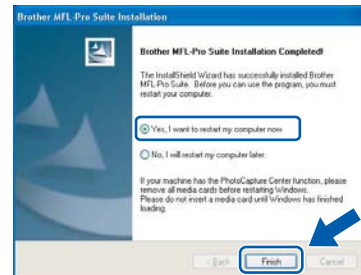 Brother MFL-Pro Suite Installation
Brother MFL-Pro Suite Installation Completed!
The InstallShield Wizard has successfully installed Brother
MFL-Pro Suite. Before you can use the program, you must
restart your computer.
Yes, I want to restart my computer now.
No, I will restart my computer later.
If your machine has the PhotoCapture Center function, please
remove all media cards before restarting Windows.
Please do not insert a media card until Windows has finished
loading.
< Back Finish Cancel